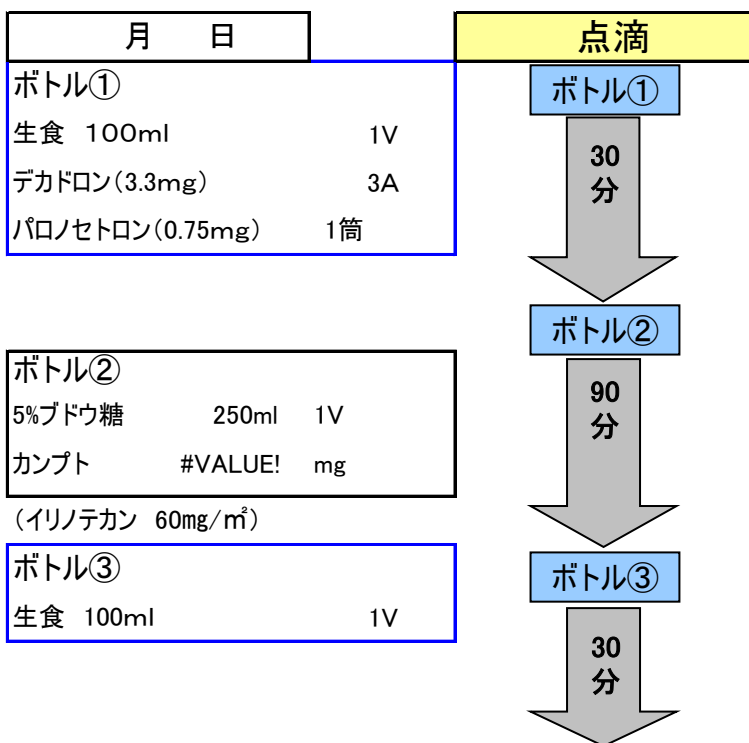 月 日
点滴
ボトル①
生食 100ml 1V
デカドロン(3.3mg) 3A
パロノセトロン(0.75mg) 1筒
ボトル①
30
分
ボトル②
5%ブドウ糖 250ml 1V
カンプト #VALUE! mg
(イリノテカン 60mg/㎡)
ボトル②
90
分
ボトル③
生食 100ml 1V
ボトル③
30
分